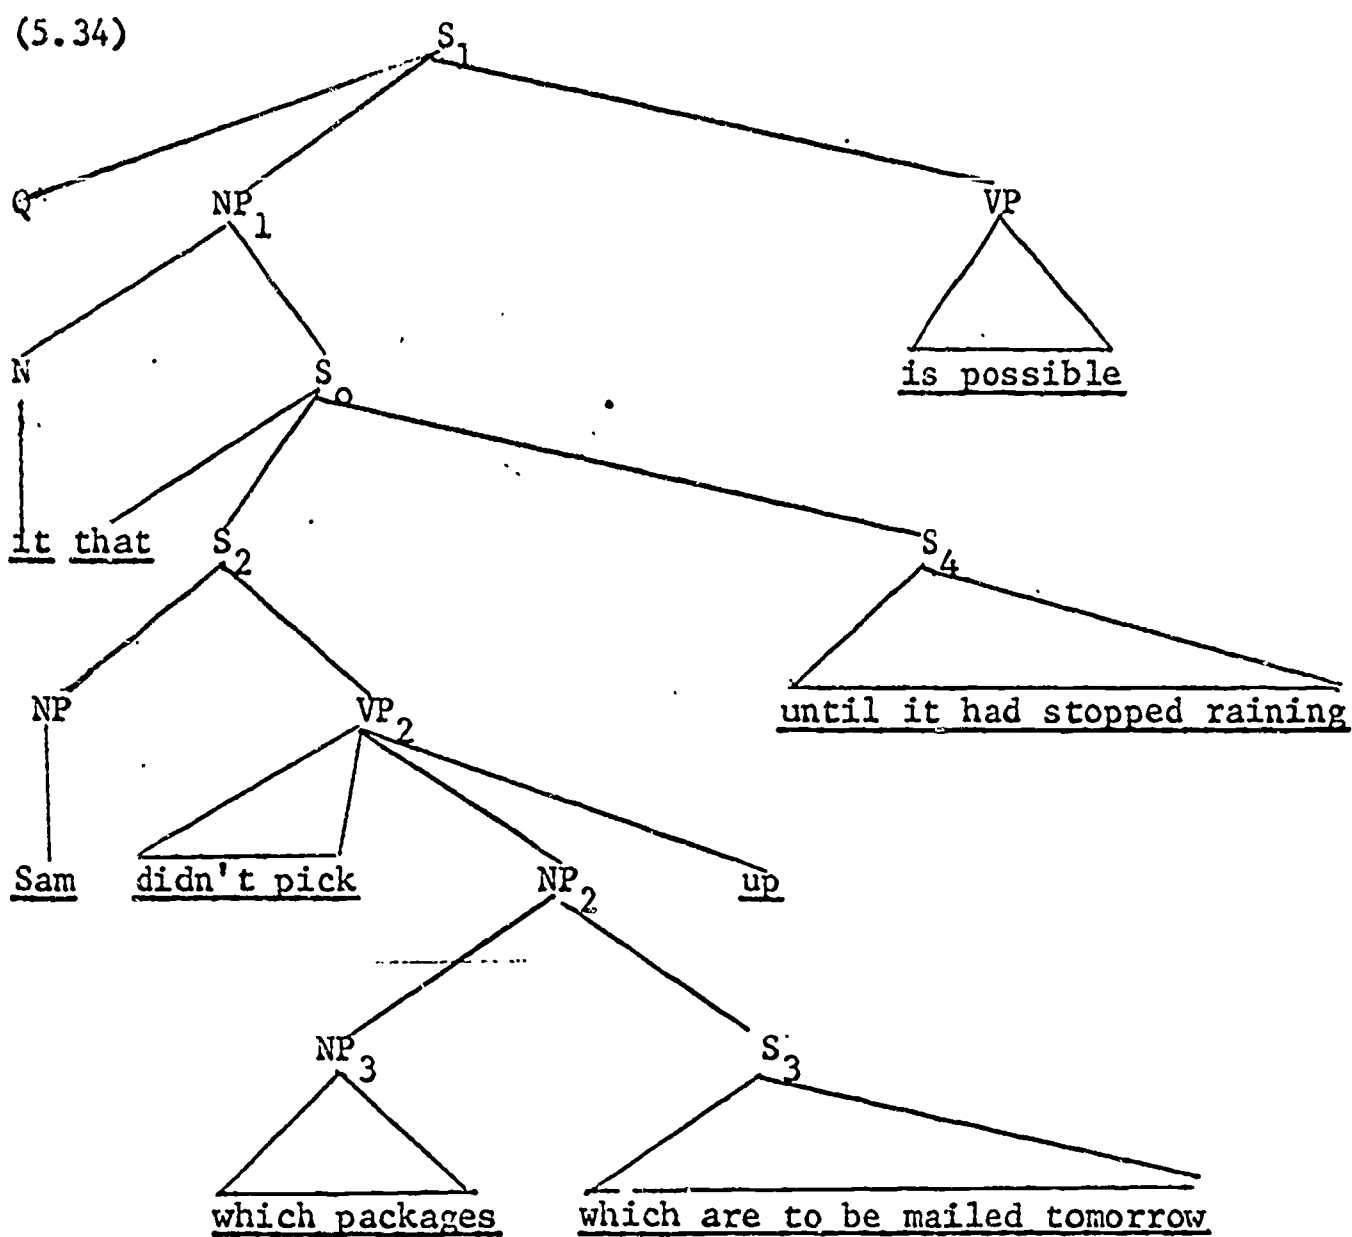 (5.34)
S1
Q NP1 VP
N S0 is possible
it that S2 S4
NP VP2 until it had stopped raining
Sam didn't pick NP2 up
NP3 S3
which packages which are to be mailed tomorrow